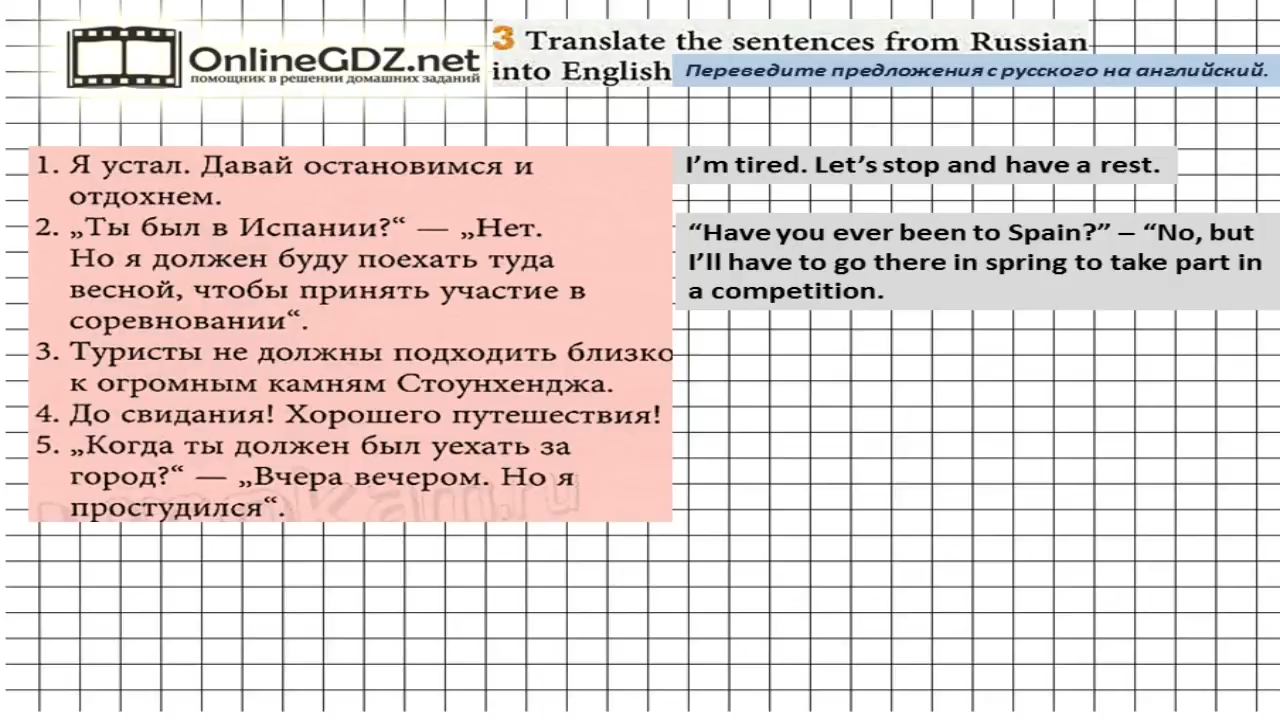 OnlineGDZ.net
помощник в решении домашних заданий
3 Translate the sentences from Russian
into English
Переведите предложения с русского на английский.
1. Я устал. Давай остановимся и
отдохнем.
2. „Ты был в Испании?“ — „Нет.
Но я должен буду поехать туда
весной, чтобы принять участие в
соревновании“.
3. Туристы не должны подходить близко
к огромным камням Стоунхенджа.
4. До свидания! Хорошего путешествия!
5. „Когда ты должен был уехать за
город?“ — „Вчера вечером. Но я
простудился“.
I’m tired. Let’s stop and have a rest.
“Have you ever been to Spain?” – “No, but
I’ll have to go there in spring to take part in
a competition.